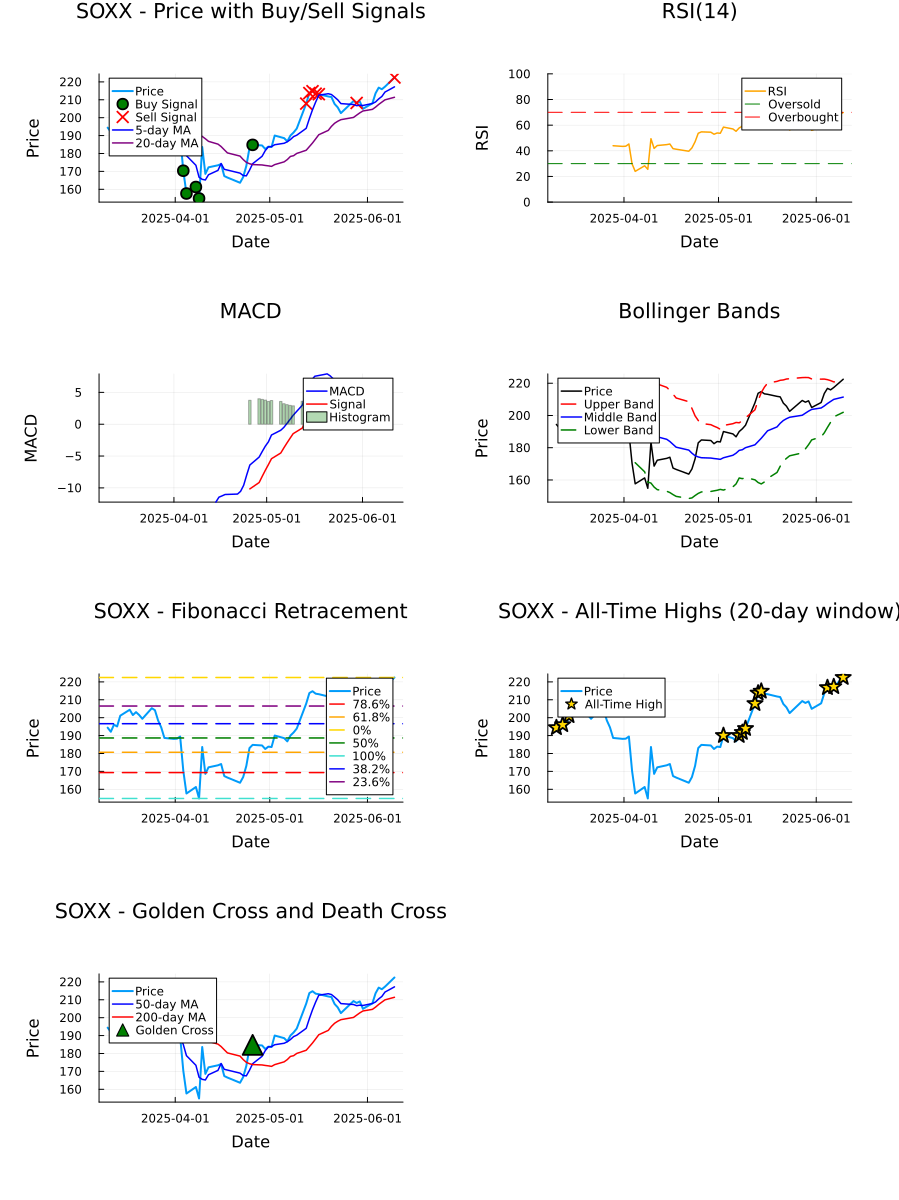 SOXX - Price with Buy/Sell Signals
Price
220
210
200
190
180
170
160
Price
Buy Signal
Sell Signal
5-day MA
20-day MA
2025-04-01
2025-05-01
2025-06-01
Date
RSI(14)
RSI
100
80
60
40
20
0
RSI
Oversold
Overbought
2025-04-01
2025-05-01
2025-06-01
Date
MACD
MACD
5
0
−5
−10
MACD
Signal
Histogram
2025-04-01
2025-05-01
2025-06-01
Date
Bollinger Bands
Price
220
200
180
160
Price
Upper Band
Middle Band
Lower Band
2025-04-01
2025-05-01
2025-06-01
Date
SOXX - Fibonacci Retracement
Price
220
210
200
190
180
170
160
Price
78.6%
61.8%
0%
50%
100%
38.2%
23.6%
2025-04-01
2025-05-01
2025-06-01
Date
SOXX - All-Time Highs (20-day window)
Price
220
210
200
190
180
170
160
Price
All-Time High
2025-04-01
2025-05-01
2025-06-01
Date
SOXX - Golden Cross and Death Cross
Price
220
210
200
190
180
170
160
Price
50-day MA
200-day MA
Golden Cross
2025-04-01
2025-05-01
2025-06-01
Date